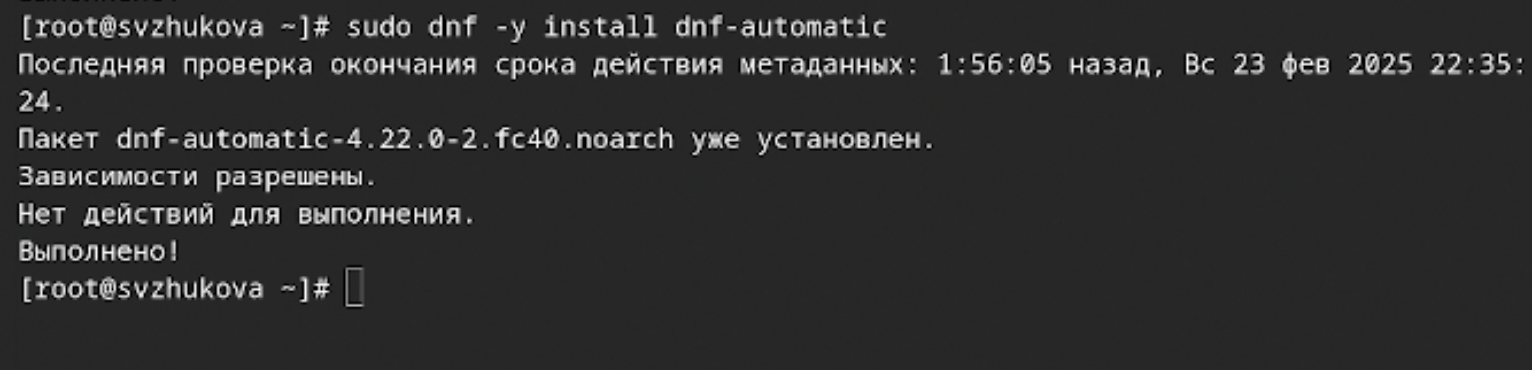 [root@svzhukova ~]# sudo dnf -y install dnf-automatic
Последняя проверка окончания срока действия метаданных: 1:56:05 назад, Вс 23 фев 2025 22:35:
24.
Пакет dnf-automatic-4.22.0-2.fc40.noarch уже установлен.
Зависимости разрешены.
Нет действий для выполнения.
Выполнено!
[root@svzhukova ~]#